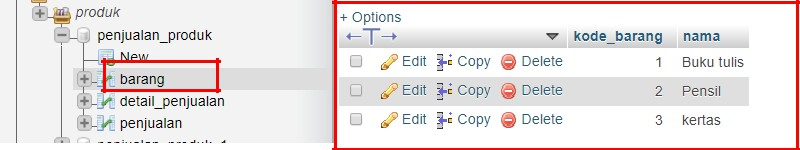 produk
penjualan_produk
New
barang
detail_penjualan
penjualan
penjualan_produk_1
+ Options
kode_barang nama
Edit Copy Delete 1 Buku tulis
Edit Copy Delete 2 Pensil
Edit Copy Delete 3 kertas